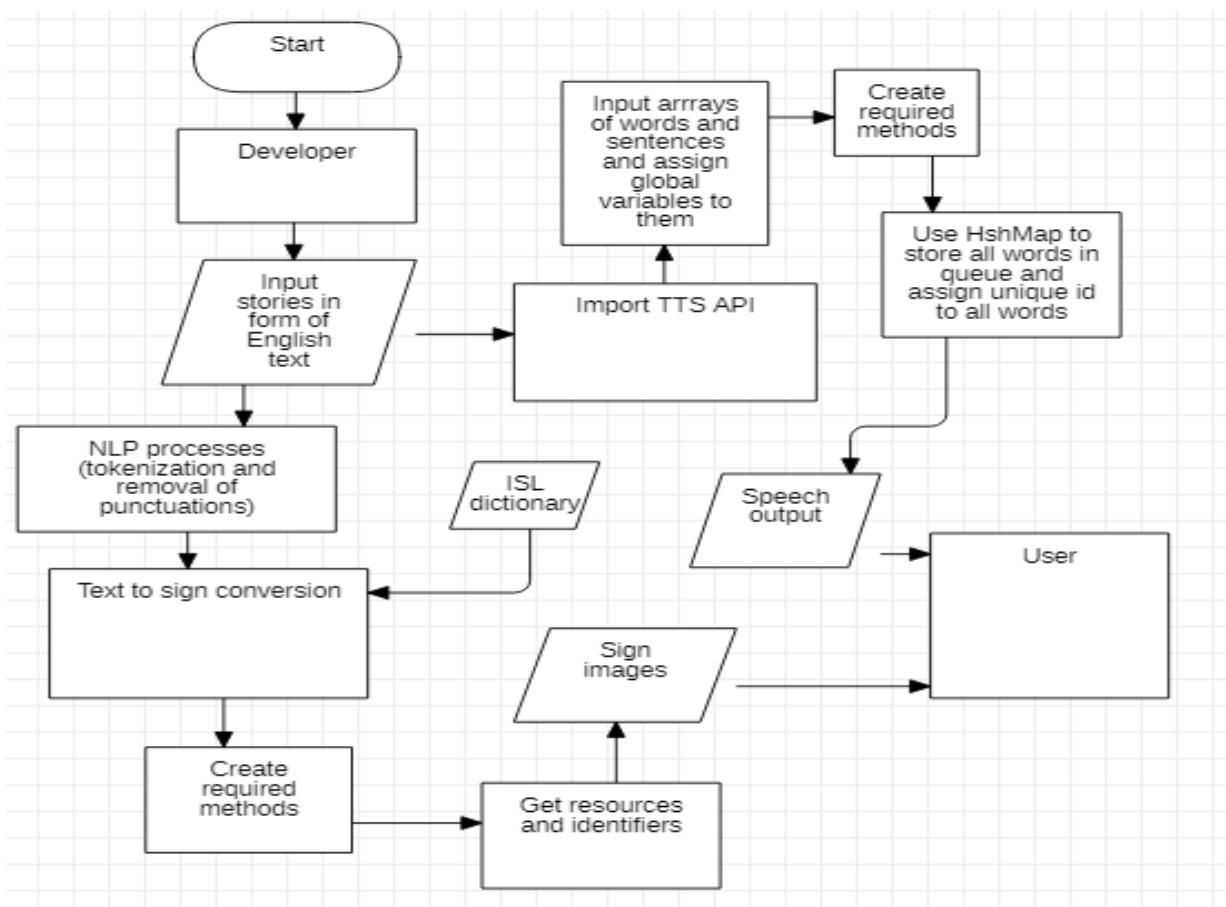 Start
Developer
Input
stories in
form of
English
text
NLP processes
(tokenization and
removal of
punctuations)
Text to sign conversion
ISL
dictionary
Create
required
methods
Get resources
and identifiers
Sign
images
Import TTS API
Input arrrays
of words and
sentences
and assign
global
variables to
them
Create
required
methods
Use HshMap to
store all words in
queue and
assign unique id
to all words
Speech
output
User